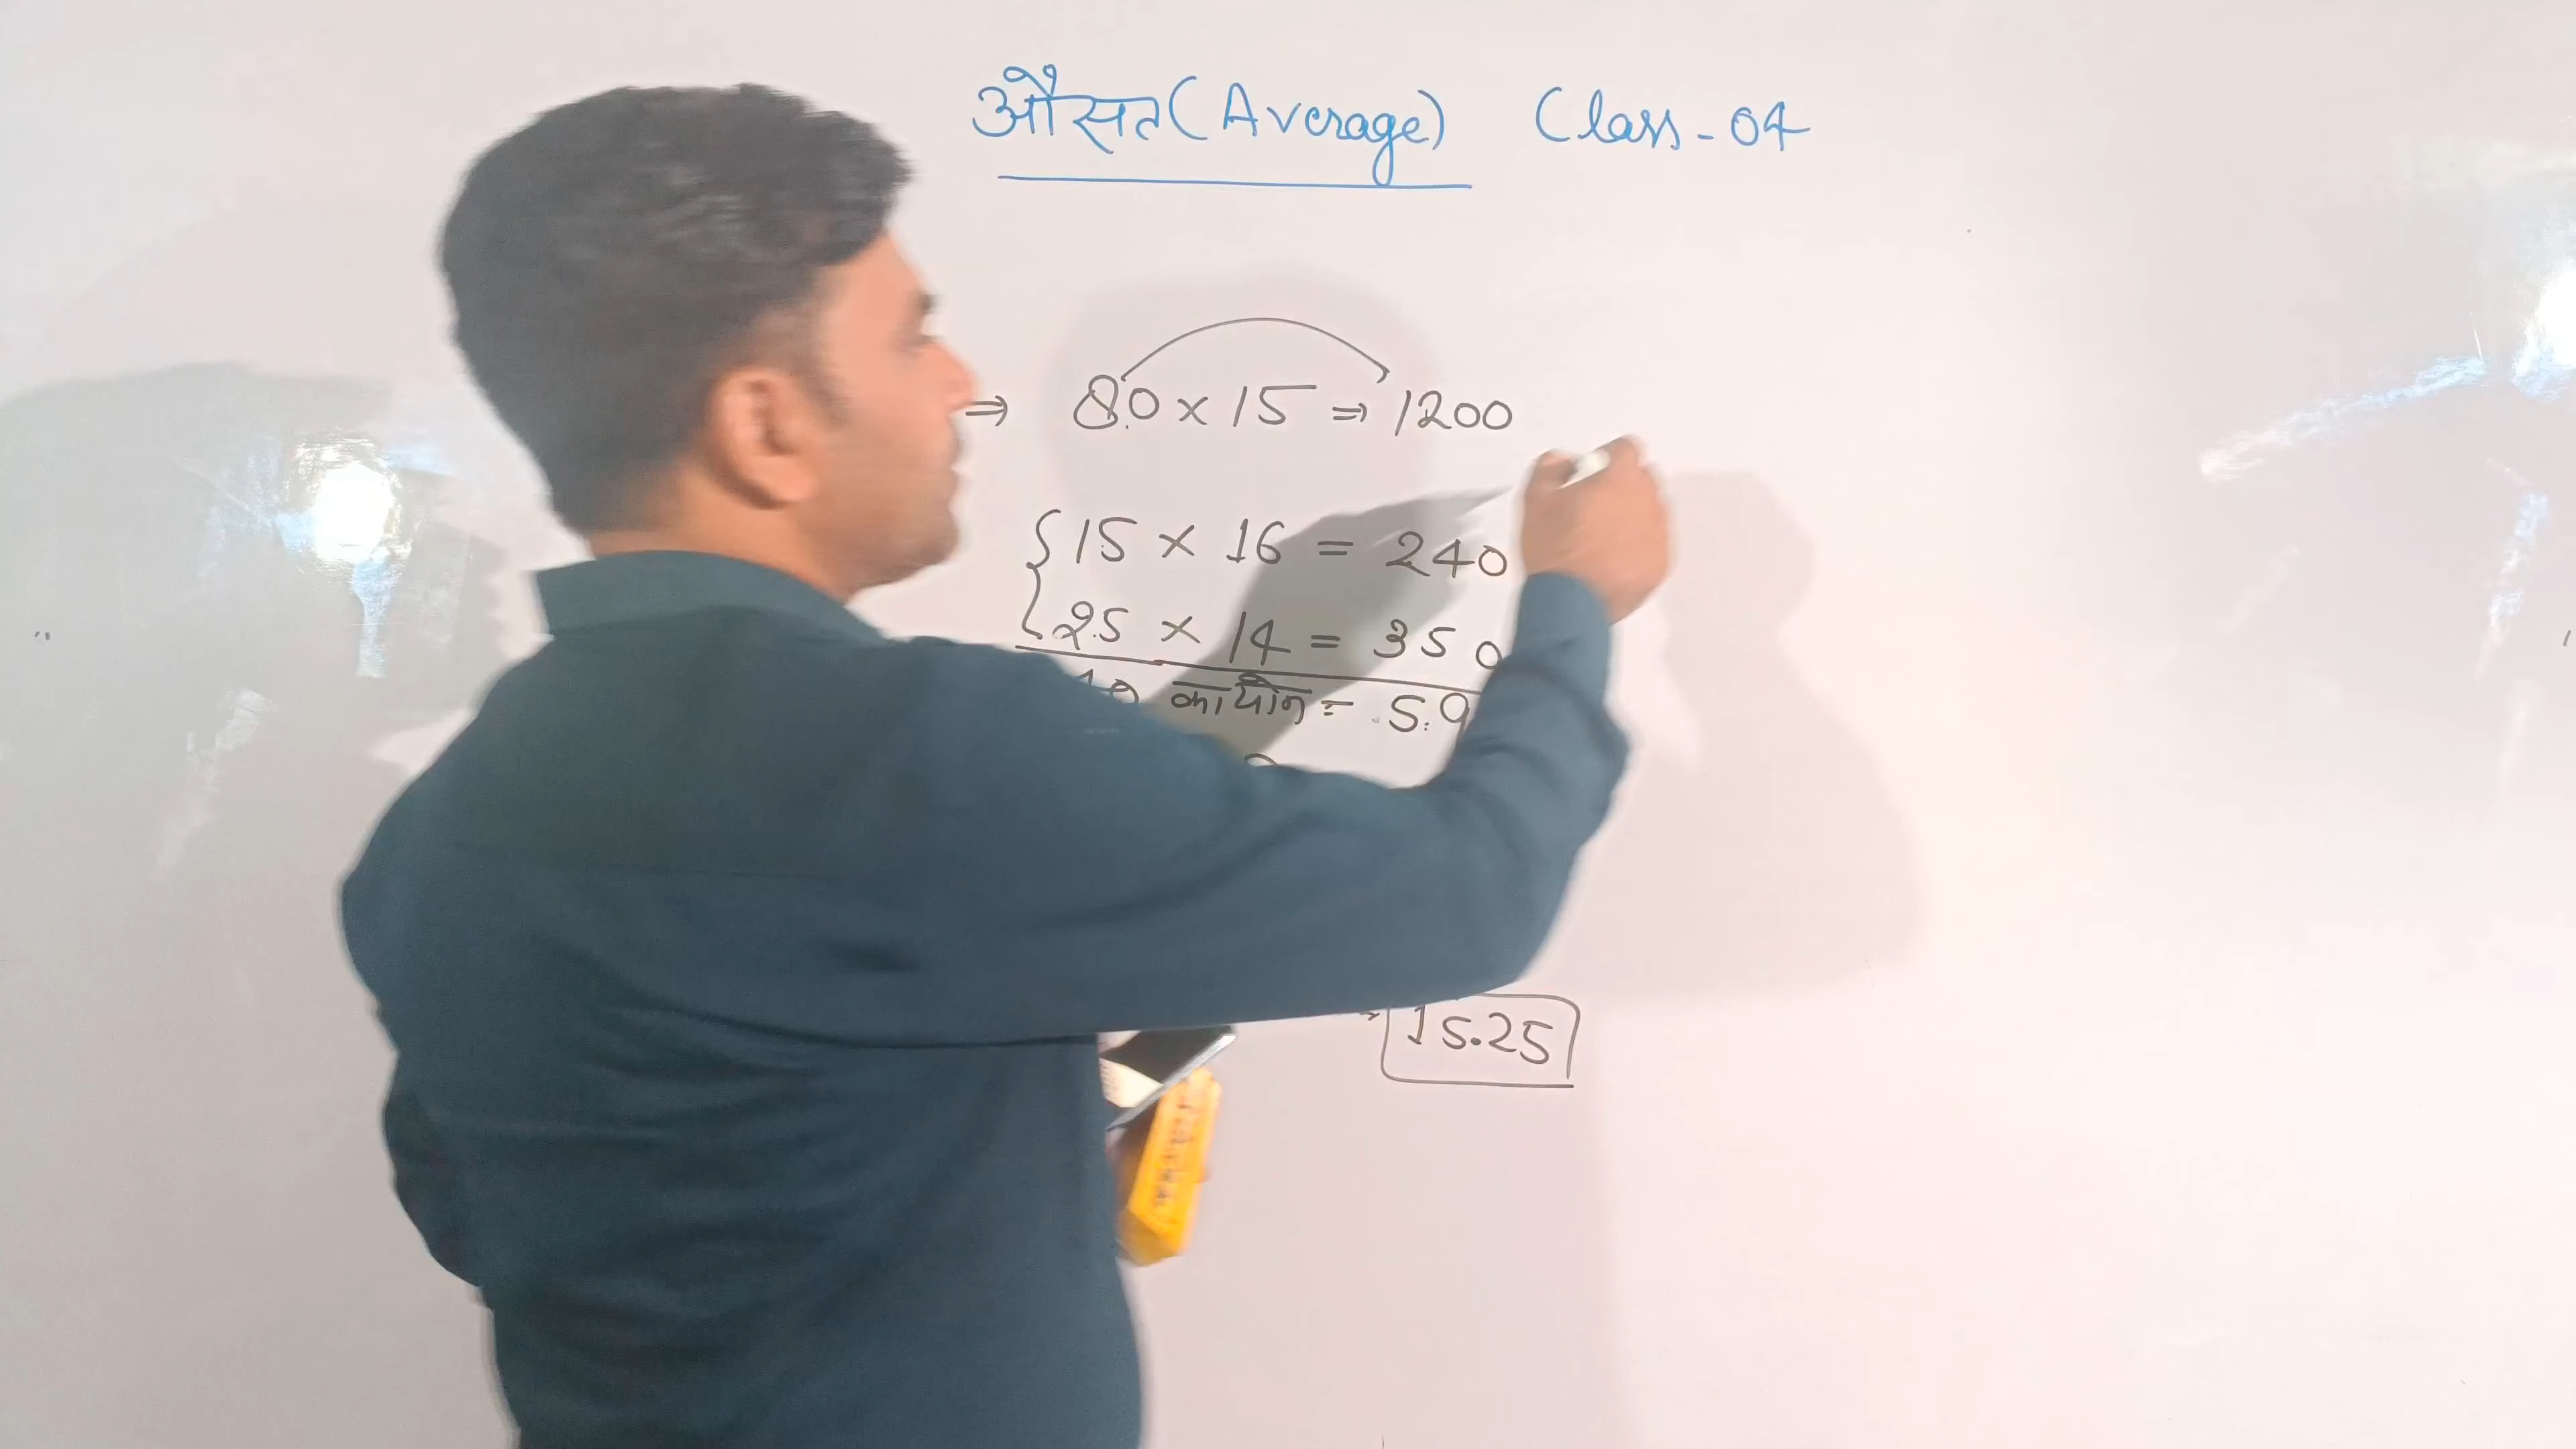 औसत (Average) Class-04
⇒ 80 × 15 ⇒ 1200
15 × 16 = 240
25 × 14 = 350
का योग = 59
15.25